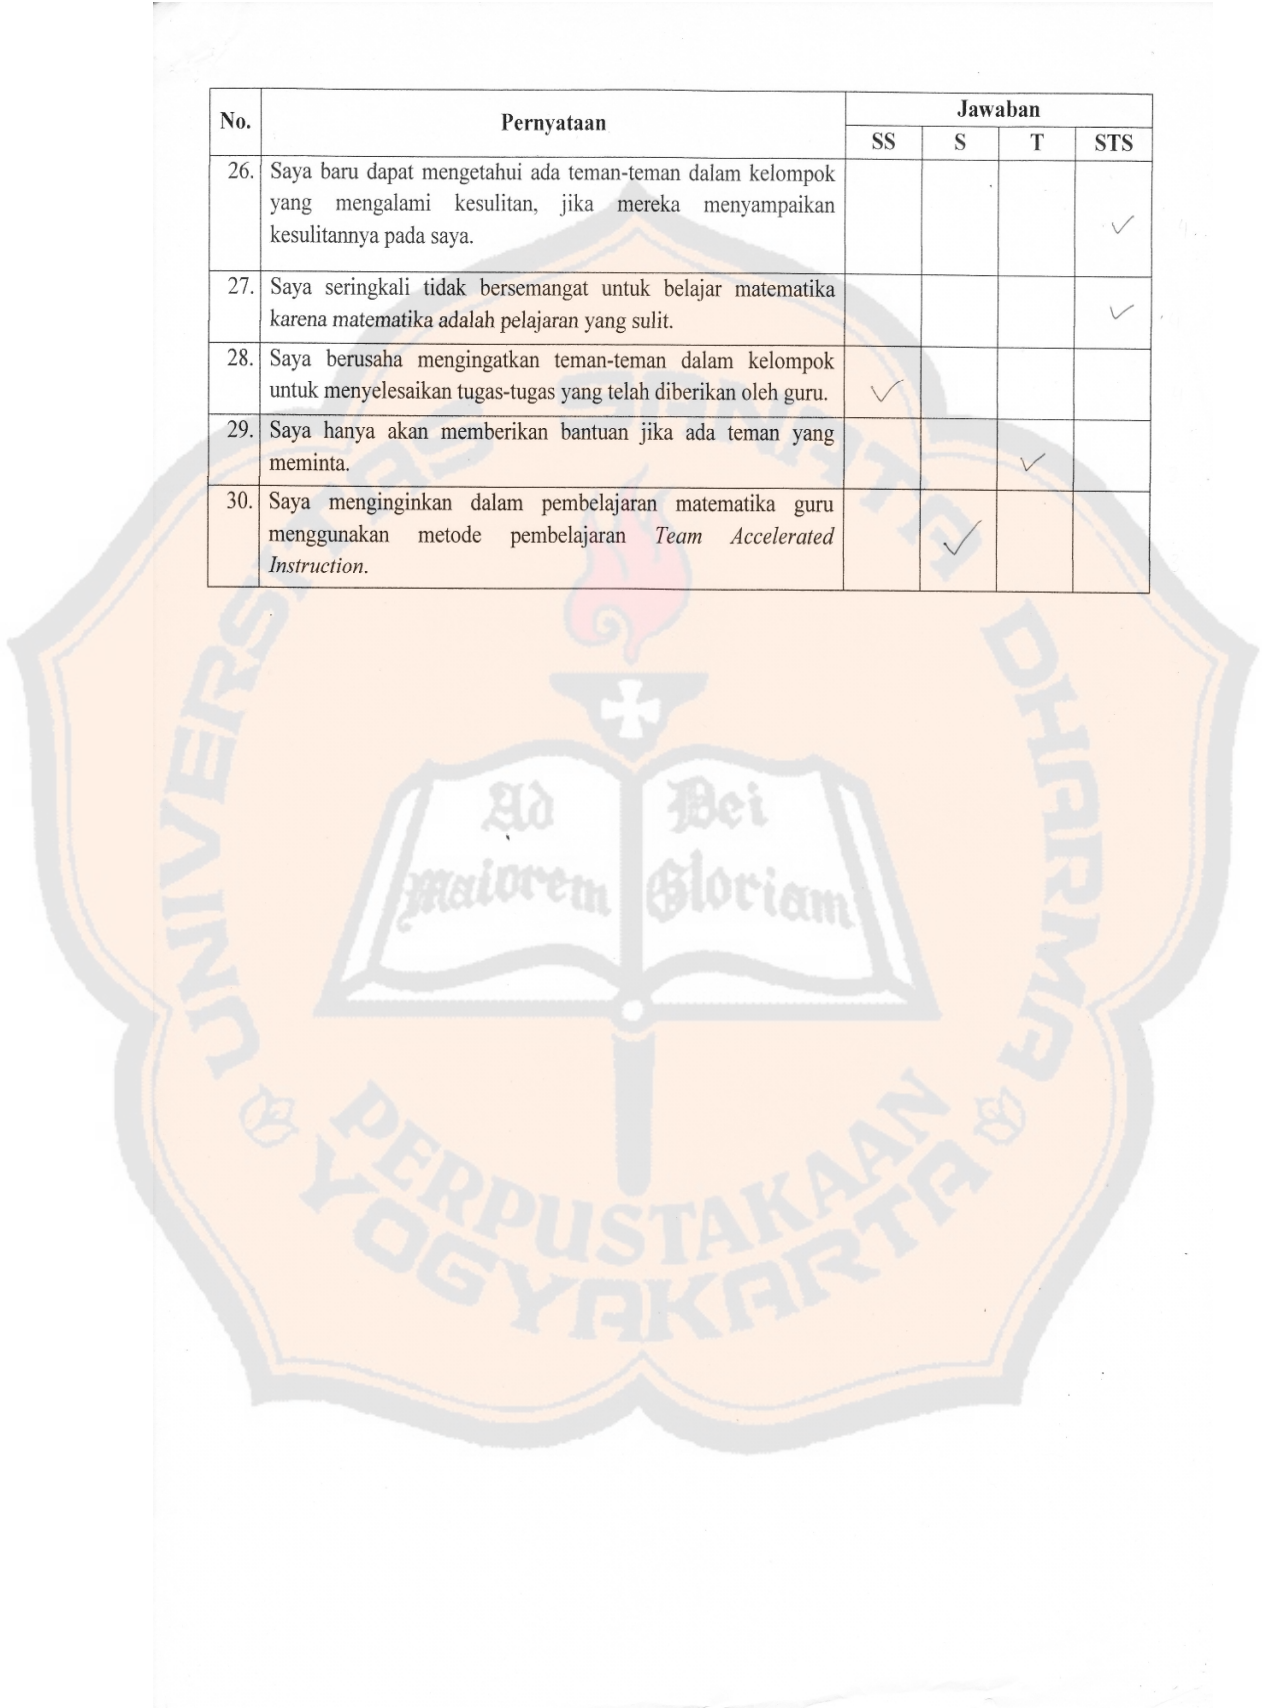 No. Pernyataan Jawaban
SS S T STS
26. Saya baru dapat mengetahui ada teman-teman dalam kelompok
yang mengalami kesulitan, jika mereka menyampaikan
kesulitannya pada saya. ✓
27. Saya seringkali tidak bersemangat untuk belajar matematika
karena matematika adalah pelajaran yang sulit. ✓
28. Saya berusaha mengingatkan teman-teman dalam kelompok
untuk menyelesaikan tugas-tugas yang telah diberikan oleh guru. ✓
29. Saya hanya akan memberikan bantuan jika ada teman yang
meminta. ✓
30. Saya menginginkan dalam pembelajaran matematika guru
menggunakan metode pembelajaran Team Accelerated
Instruction. ✓
UNIVERSITAS SANATA DHARMA
Ad Dei
maiorem Gloriam
PERPUSTAKAAN
YOGYAKARTA